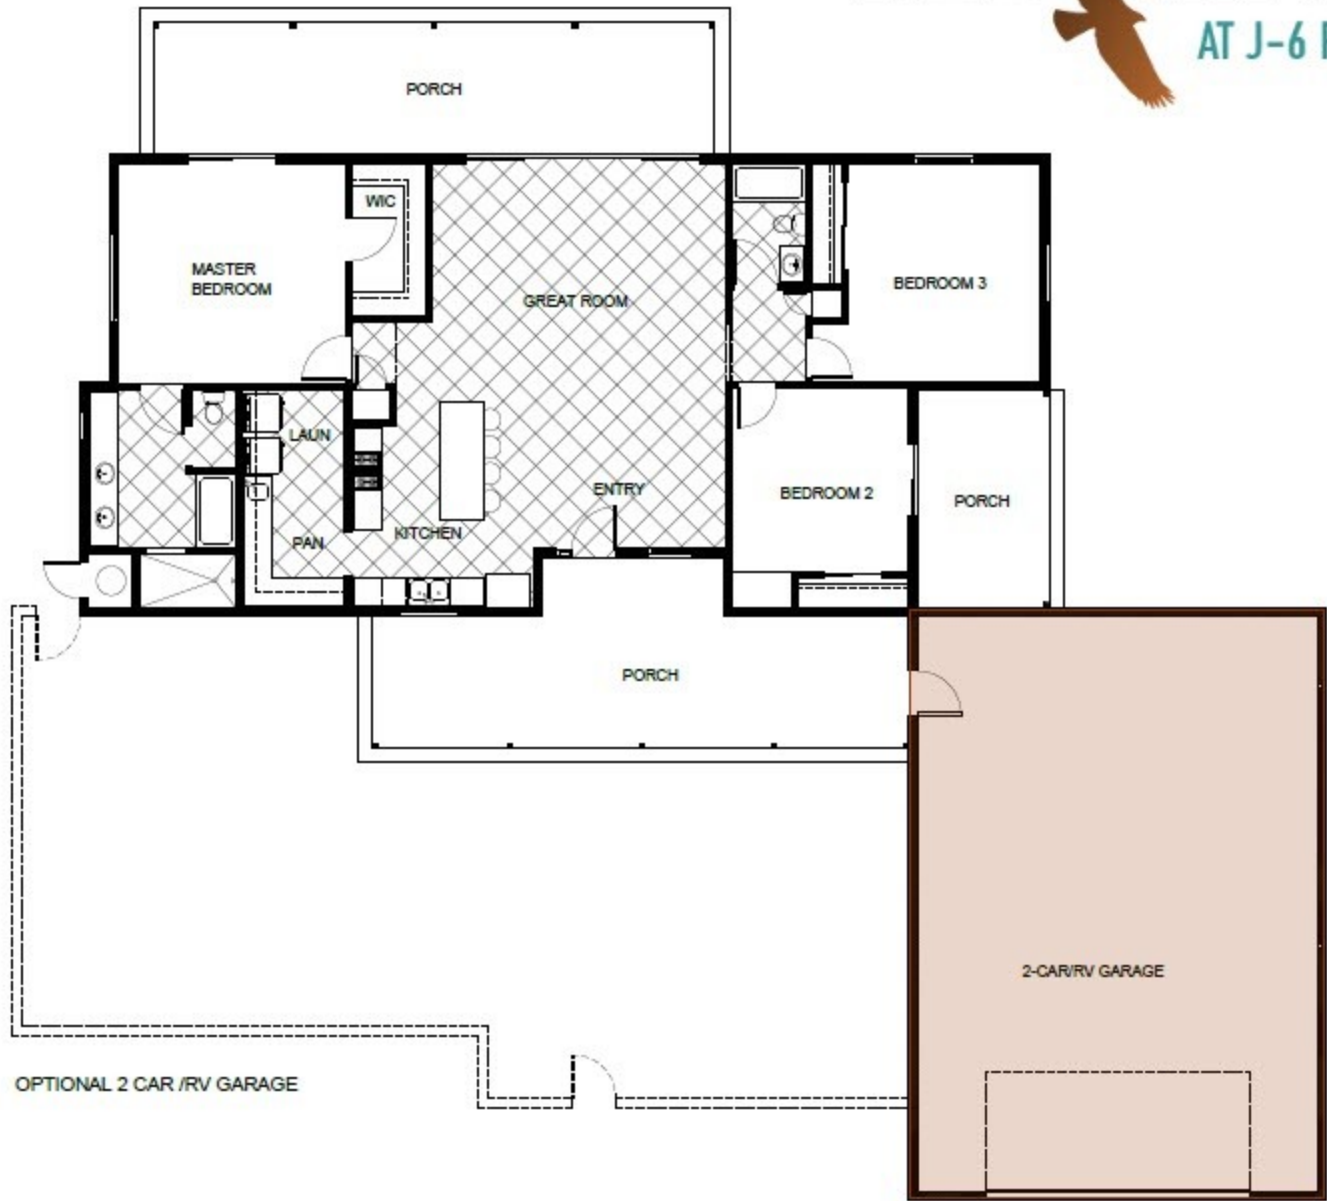 AT J-6
PORCH
WIC
MASTER
BEDROOM
GREAT ROOM
BEDROOM 3
LAUN
ENTRY
BEDROOM 2
PORCH
PAN
KITCHEN
PORCH
2-CAR/RV GARAGE
OPTIONAL 2 CAR /RV GARAGE